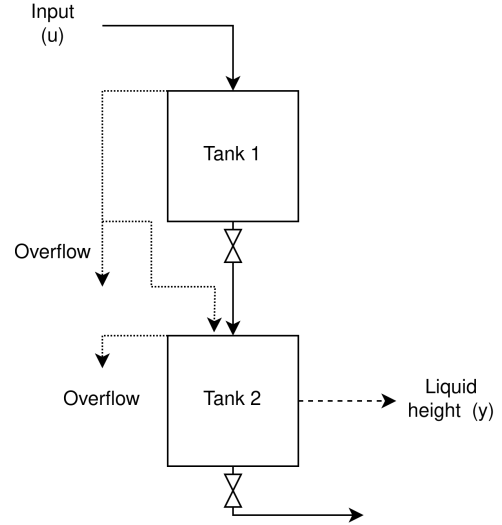 Input
(u)
Tank 1
Overflow
Tank 2
Overflow
Liquid
height (y)